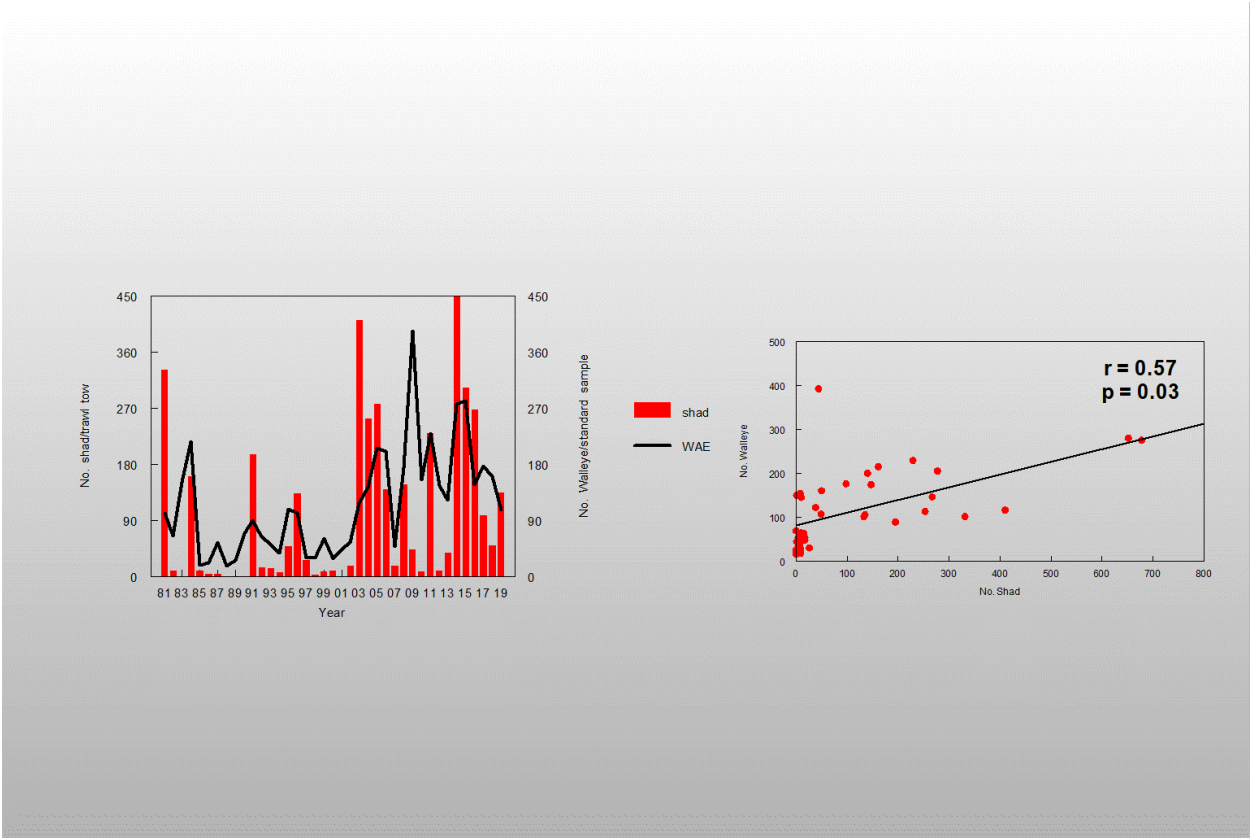 450
360
270
180
90
0
No. shad/trawl tow
450
360
270
180
90
0
No. Walleye/standard sample
81 83 85 87 89 91 93 95 97 99 01 03 05 07 09 11 13 15 17 19
Year
shad
WAE
500
400
300
200
100
0
No. Walleye
r = 0.57
p = 0.03
0 100 200 300 400 500 600 700 800
No. Shad